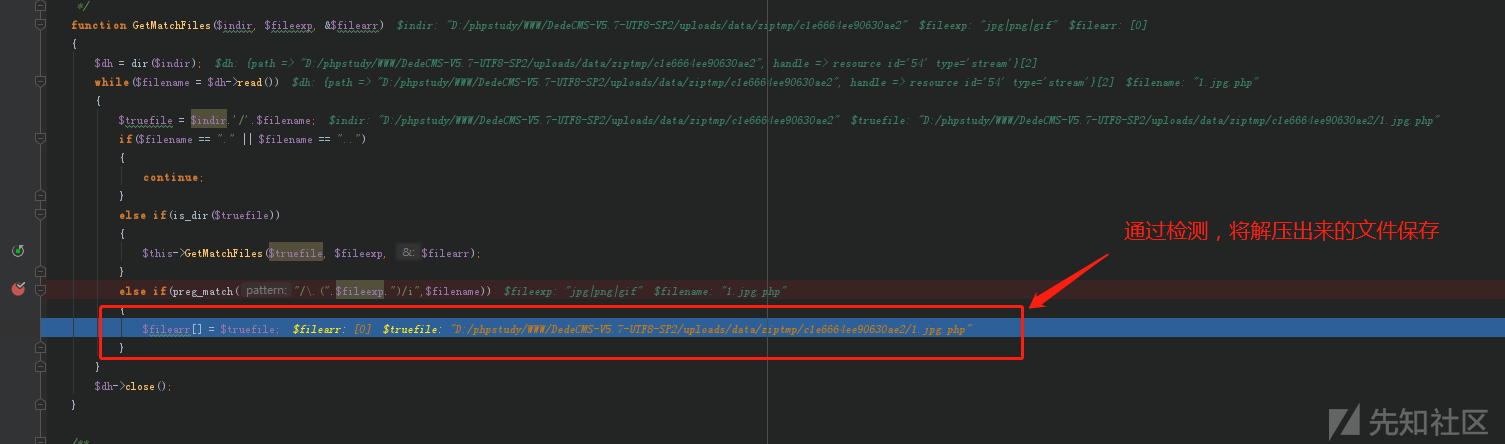 */
function GetMatchFiles($indir, $fileexp, &$filearr) $indir: "D:/phpstudy/WWW/DedeCMS-V5.7-UTF8-SP2/uploads/data/ziptmp/c1e6664ee90630ae2" $fileexp: "jpg|png|gif" $filearr: [0]
{
$dh = dir($indir); $dh: {path => "D:/phpstudy/WWW/DedeCMS-V5.7-UTF8-SP2/uploads/data/ziptmp/c1e6664ee90630ae2", handle => resource id='54' type='stream'}[2]
while($filename = $dh->read()) $dh: {path => "D:/phpstudy/WWW/DedeCMS-V5.7-UTF8-SP2/uploads/data/ziptmp/c1e6664ee90630ae2", handle => resource id='54' type='stream'}[2] $filename: "1.jpg.php"
{
$truefile = $indir.'/'.$filename; $indir: "D:/phpstudy/WWW/DedeCMS-V5.7-UTF8-SP2/uploads/data/ziptmp/c1e6664ee90630ae2" $truefile: "D:/phpstudy/WWW/DedeCMS-V5.7-UTF8-SP2/uploads/data/ziptmp/c1e6664ee90630ae2/1.jpg.php"
if($filename == "." || $filename == "..")
{
continue;
}
else if(is_dir($truefile))
{
$this->GetMatchFiles($truefile, $fileexp, &: $filearr);
}
通过检测，将解压出来的文件保存
else if(preg_match( pattern: "/\.(".$fileexp.")/i",$filename)) $fileexp: "jpg|png|gif" $filename: "1.jpg.php"
{
$filearr[] = $truefile; $filearr: [0] $truefile: "D:/phpstudy/WWW/DedeCMS-V5.7-UTF8-SP2/uploads/data/ziptmp/c1e6664ee90630ae2/1.jpg.php"
}
}
$dh->close();
}
/**
先知社区